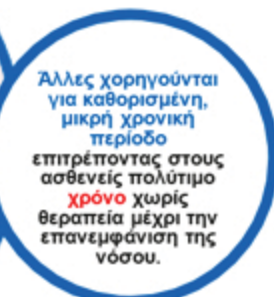 Άλλες χορηγούνται
για καθορισμένη,
μικρή χρονική
περίοδο
επιτρέποντας στους
ασθενείς πολύτιμο
χρόνο χωρίς
θεραπεία μέχρι την
επανεμφάνιση της
νόσου.